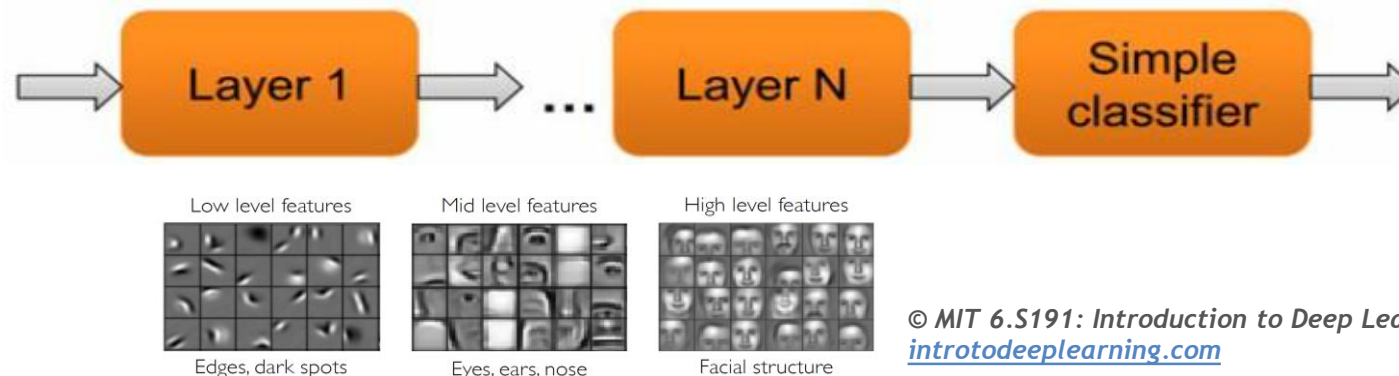 Layer 1
...
Layer N
Simple
classifier
Low level features
Mid level features
High level features
Edges, dark spots
Eyes, ears, nose
Facial structure
© MIT 6.S191: Introduction to Deep Lea
introtodeeplearning.com